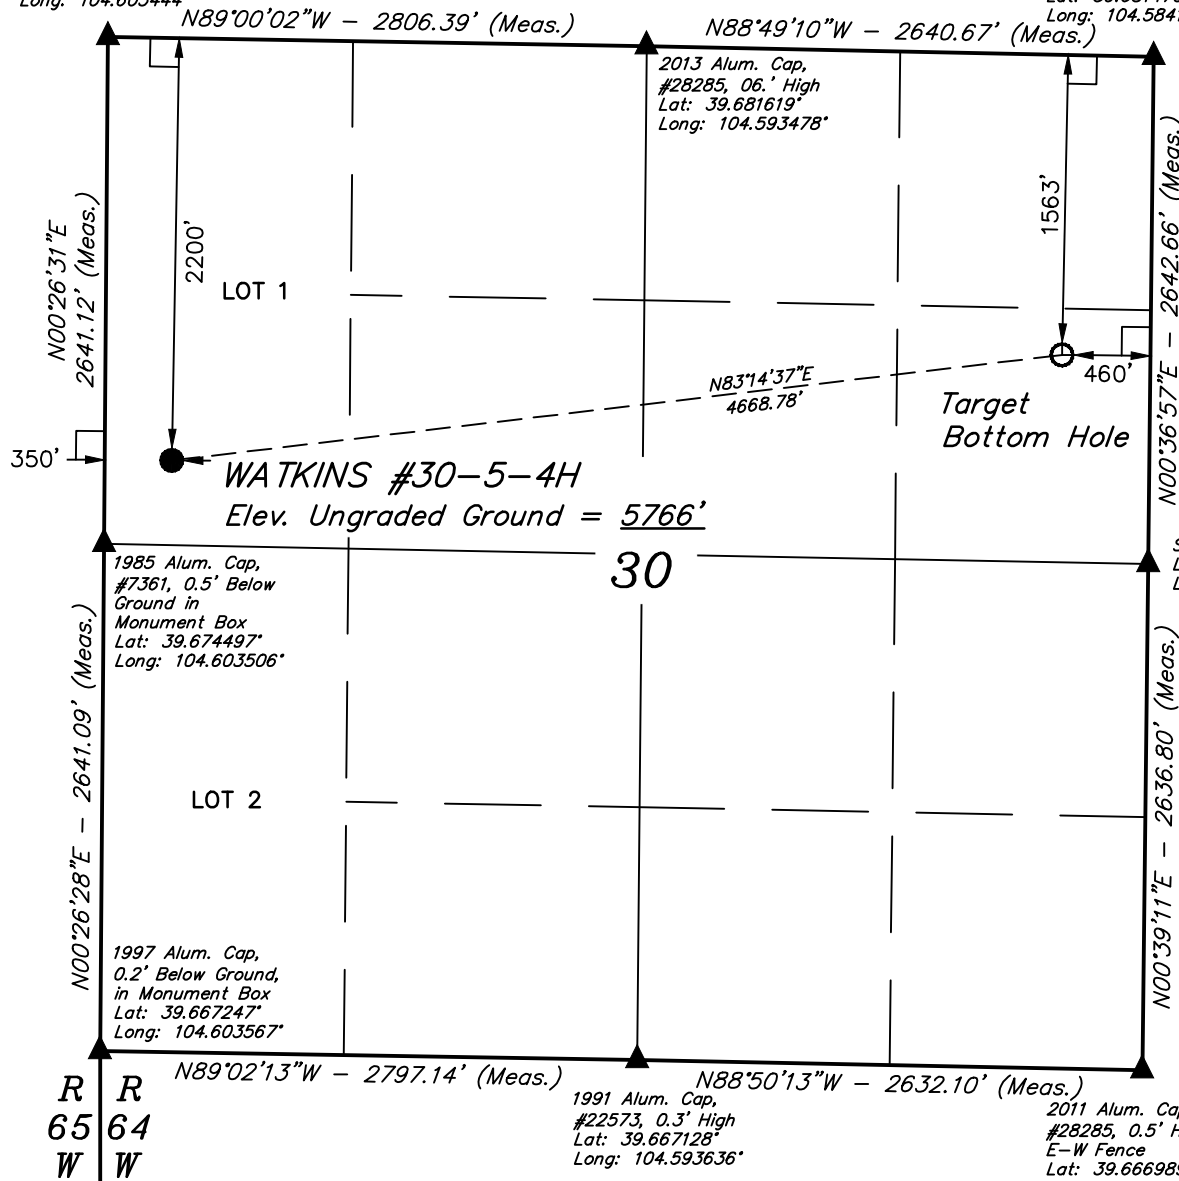 Long: 104.603444
N89°00'02"W - 2806.39' (Meas.)
N88°49'10"W - 2640.67' (Meas.)
Long:
2013 Alum. Cap,
#28285, 06.' High
Lat: 39.681619°
Long: 104.593478°
N00°26'31"E
2641.12' (Meas.)
2200'
1563'
N00°36'57"E - 2642.66' (Meas.)
LOT 1
460'
N83°14'37"E
4668.78'
Target
Bottom Hole
350'
WATKINS #30-5-4H
Elev. Ungraded Ground = 5766'
30
1985 Alum. Cap,
#7361, 0.5' Below
Ground in
Monument Box
Lat: 39.674497°
Long: 104.603506°
N00°26'28"E - 2641.09' (Meas.)
N00°39'11"E - 2636.80' (Meas.)
LOT 2
1997 Alum. Cap,
0.2' Below Ground,
in Monument Box
Lat: 39.667247°
Long: 104.603567°
N89°02'13"W - 2797.14' (Meas.)
N88°50'13"W - 2632.10' (Meas.)
R R
65 64
W W
1991 Alum. Cap,
#22573, 0.3' High
Lat: 39.667128°
Long: 104.593636°
2011 Alum.
#28285, 0.5'
E-W Fence
Lat: 39.666989